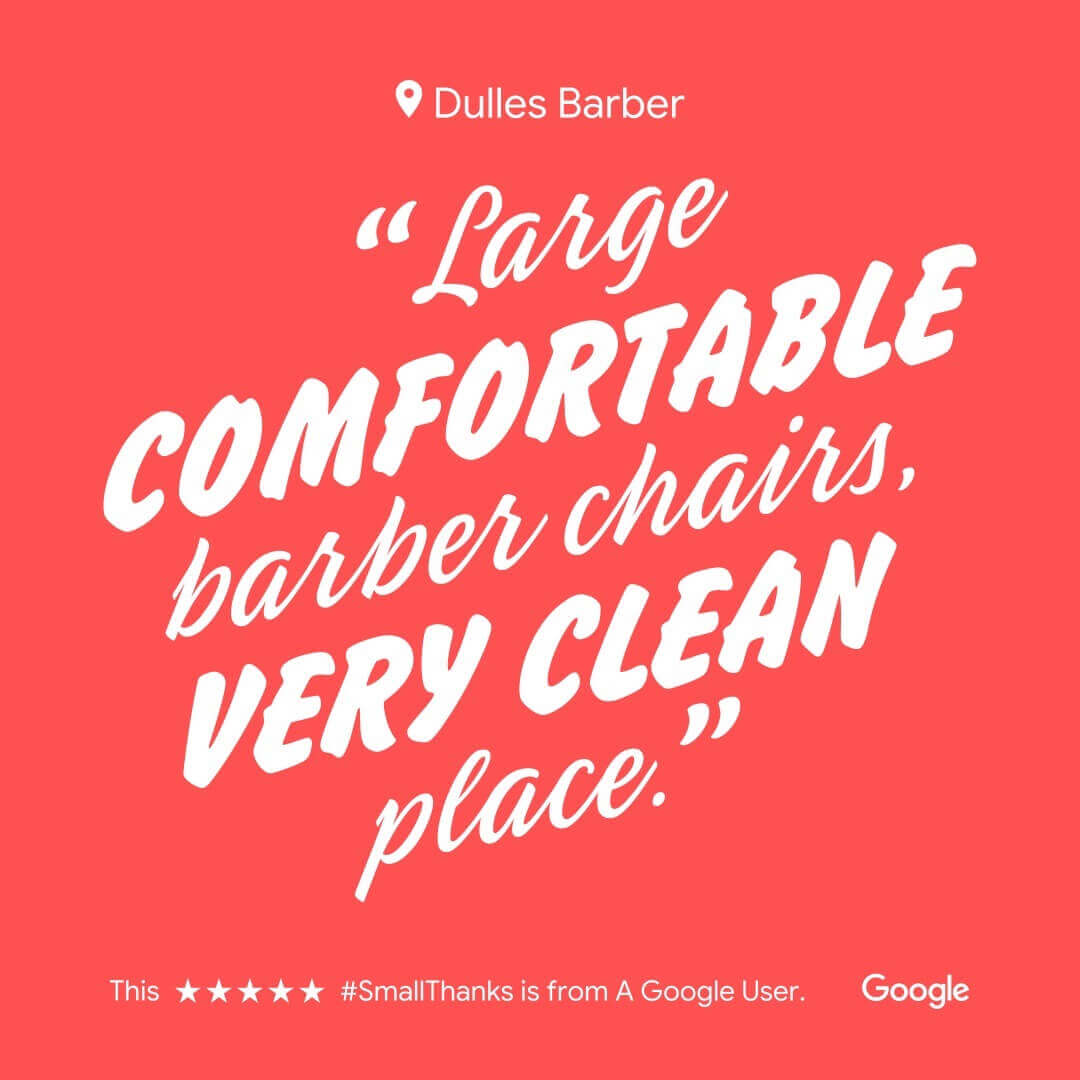 Dulles Barber
“Large
COMFORTABLE
barber chairs,
VERY CLEAN
place.”
This ★★★★★ #SmallThanks is from A Google User.
Google